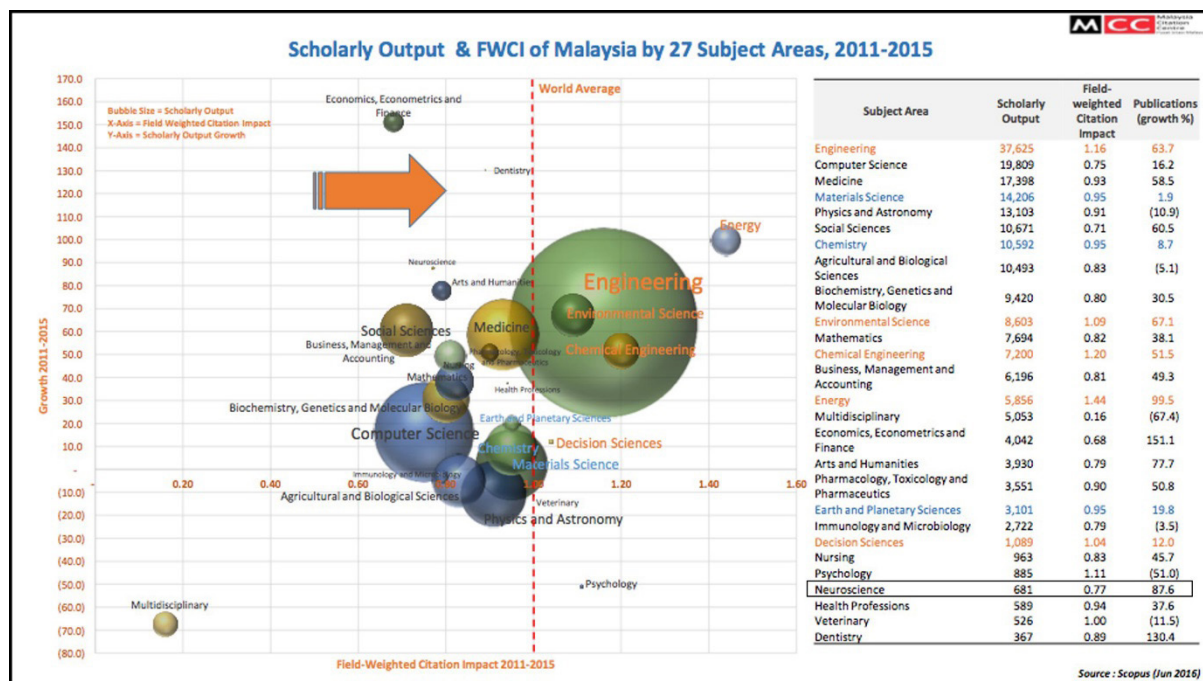 MCC
Malaysia
Citation
Centre
Scholarly Output & FWCI of Malaysia by 27 Subject Areas, 2011-2015
170.0
160.0
150.0
140.0
130.0
120.0
110.0
100.0
90.0
80.0
70.0
60.0
50.0
40.0
30.0
20.0
10.0
-
(10.0)
(20.0)
(30.0)
(40.0)
(50.0)
(60.0)
(70.0)
(80.0)
Growth 2011-2015
Bubble Size = Scholarly Output
X-Axis = Field Weighted Citation Impact
Y-Axis = Scholarly Output Growth
World Average
Economics, Econometrics and
Finance
Dentistry
Energy
Neuroscience
Arts and Humanities
Engineering
Environmental Science
Social Sciences
Medicine
Business, Management and
Accounting
Pharmacology, Toxicology
and Pharmaceutics
Chemical Engineering
Nursing
Mathematics
Health Professions
Biochemistry, Genetics and Molecular Biology
Earth and Planetary Sciences
Computer Science
Decision Sciences
Chemistry
Materials Science
Immunology and
- 0.20 0.40 0.60 0.80 1.00 1.20 1.40 1.60
Agricultural and Biological Sciences
Veterinary
Physics and Astronomy
Psychology
Multidisciplinary
Field-Weighted Citation Impact 2011-2015
Subject Area Scholarly Output Field-weighted Citation Impact Publications (growth %)
Engineering 37,625 1.16 63.7
Computer Science 19,809 0.75 16.2
Medicine 17,398 0.93 58.5
Materials Science 14,206 0.95 1.9
Physics and Astronomy 13,103 0.91 (10.9)
Social Sciences 10,671 0.71 60.5
Chemistry 10,592 0.95 8.7
Agricultural and Biological
Sciences 10,493 0.83 (5.1)
Biochemistry, Genetics and
Molecular Biology 9,420 0.80 30.5
Environmental Science 8,603 1.09 67.1
Mathematics 7,694 0.82 38.1
Chemical Engineering 7,200 1.20 51.5
Business, Management and
Accounting 6,196 0.81 49.3
Energy 5,856 1.44 99.5
Multidisciplinary 5,053 0.16 (67.4)
Economics, Econometrics and
Finance 4,042 0.68 151.1
Arts and Humanities 3,930 0.79 77.7
Pharmacology, Toxicology and
Pharmaceutics 3,551 0.90 50.8
Earth and Planetary Sciences 3,101 0.95 19.8
Immunology and Microbiology 2,722 0.79 (3.5)
Decision Sciences 1,089 1.04 12.0
Nursing 963 0.83 45.7
Psychology 885 1.11 (51.0)
Neuroscience 681 0.77 87.6
Health Professions 589 0.94 37.6
Veterinary 526 1.00 (11.5)
Dentistry 367 0.89 130.4
Source : Scopus (Jun 2016)